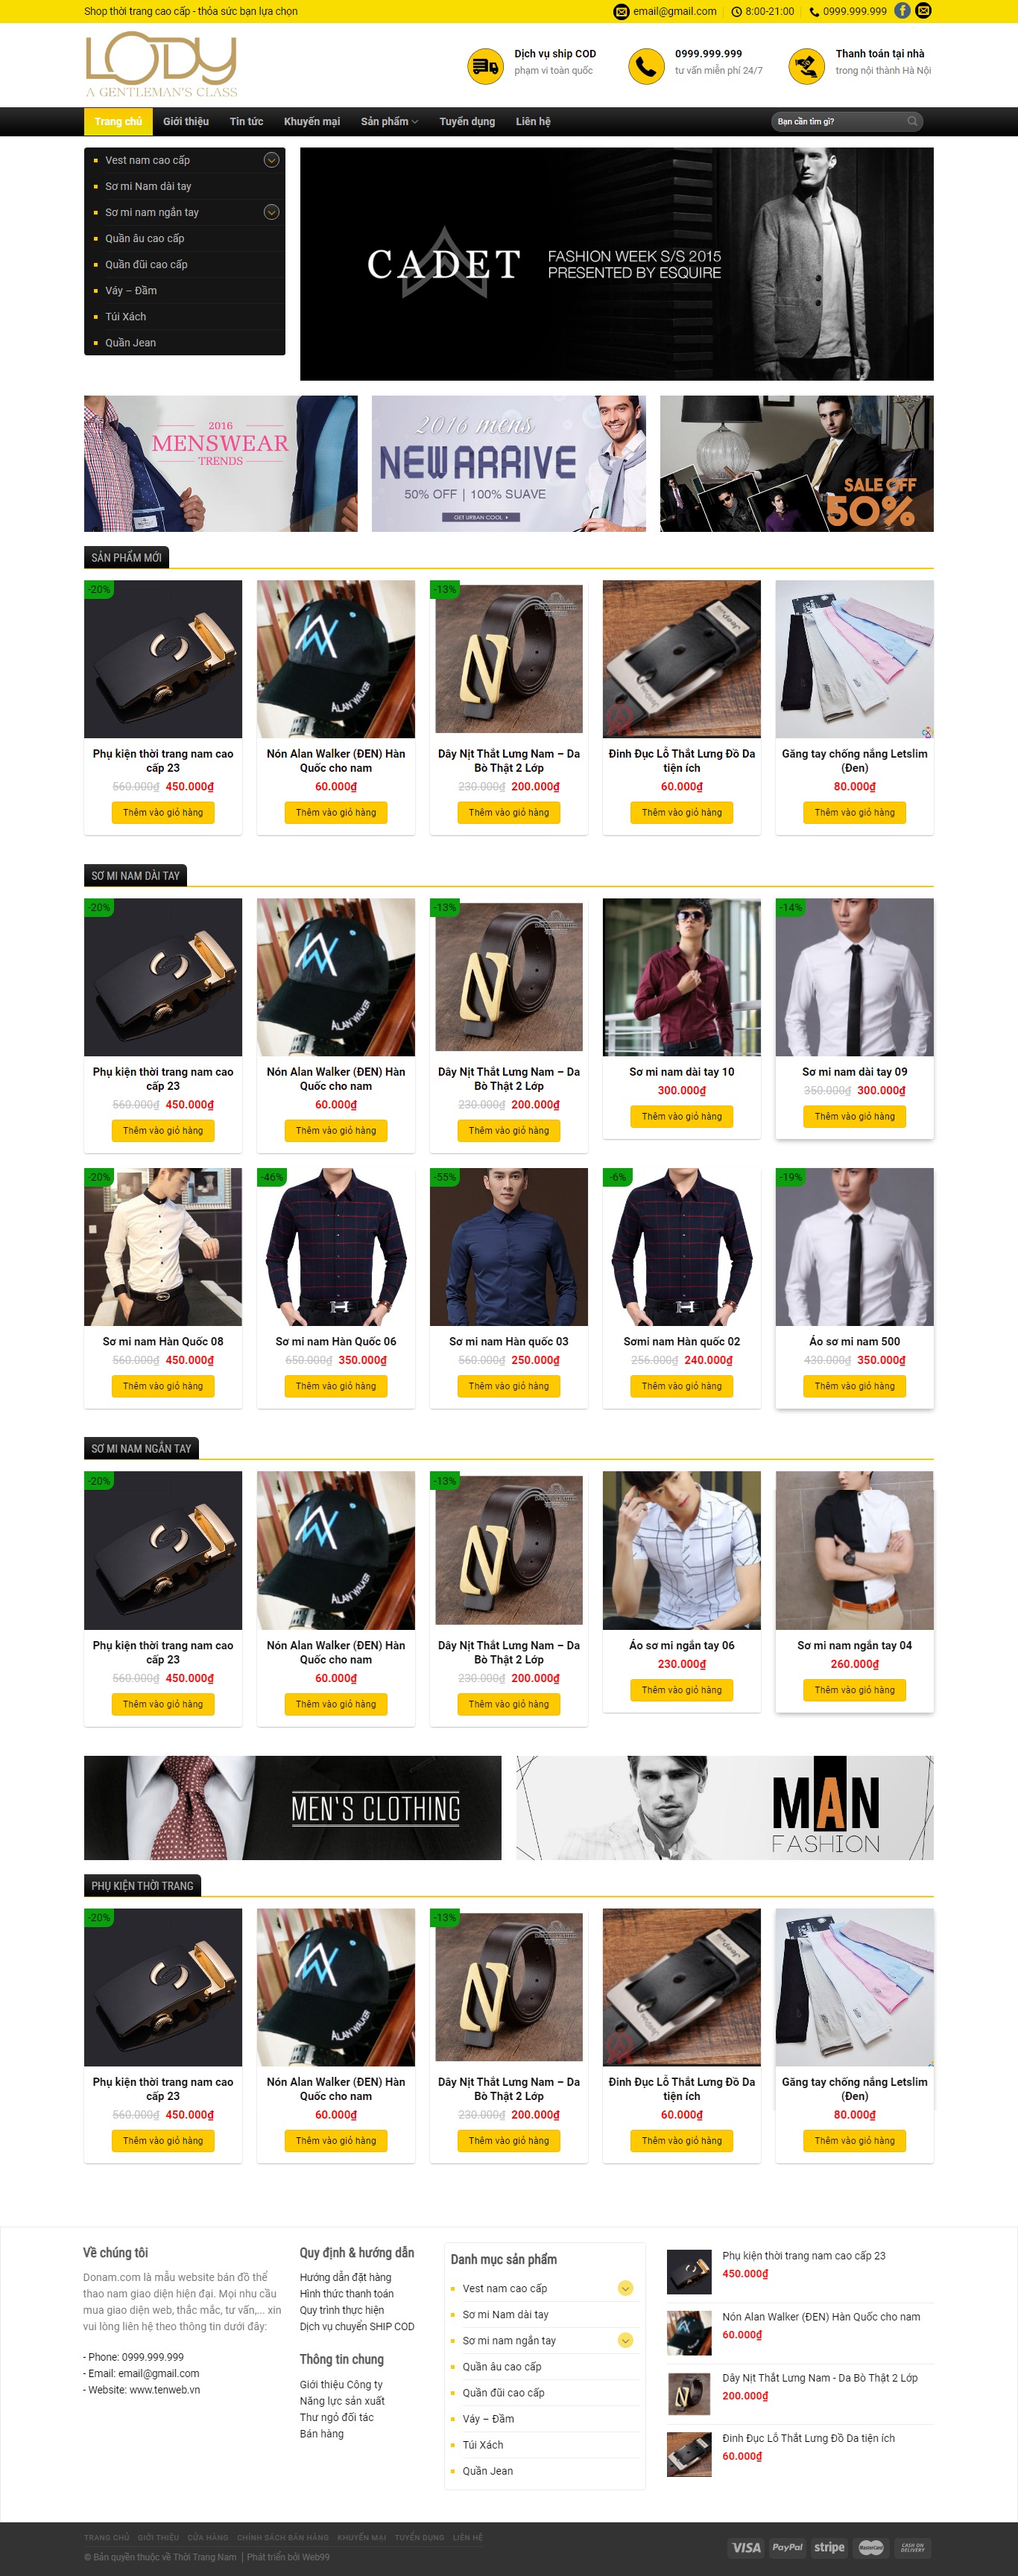 Shop thời trang cao cấp - thỏa sức bạn lựa chọn
email@gmail.com 8:00-21:00 0999.999.999
LODY
A GENTLEMAN'S CLASS
Dịch vụ ship COD
phạm vi toàn quốc
0999.999.999
tư vấn miễn phí 24/7
Thanh toán tại nhà
trong nội thành Hà Nội
Trang chủ Giới thiệu Tin tức Khuyến mại Sản phẩm Tuyển dụng Liên hệ
Bạn cần tìm gì?
Vest nam cao cấp
Sơ mi Nam dài tay
Sơ mi nam ngắn tay
Quần âu cao cấp
Quần đũi cao cấp
Váy – Đầm
Túi Xách
Quần Jean
CADET
FASHION WEEK S/S 2015
PRESENTED BY ESQUIRE
2016
MENSWEAR
TRENDS
2016 mens
NEW ARRIVE
50% OFF | 100% SUAVE
GET URBAN COOL
SALE OFF
50%
SẢN PHẨM MỚI
-20%
Phụ kiện thời trang nam cao
cấp 23
560.000₫ 450.000₫
Thêm vào giỏ hàng
ALAN WALKER
Nón Alan Walker (ĐEN) Hàn
Quốc cho nam
60.000₫
Thêm vào giỏ hàng
-13%
Dây Nịt Thắt Lưng Nam – Da
Bò Thật 2 Lớp
230.000₫ 200.000₫
Thêm vào giỏ hàng
Đinh Đục Lỗ Thắt Lưng Đồ Da
tiện ích
60.000₫
Thêm vào giỏ hàng
Găng tay chống nắng Letslim
(Đen)
80.000₫
Thêm vào giỏ hàng
SƠ MI NAM DÀI TAY
-20%
Phụ kiện thời trang nam cao
cấp 23
560.000₫ 450.000₫
Thêm vào giỏ hàng
ALAN WALKER
Nón Alan Walker (ĐEN) Hàn
Quốc cho nam
60.000₫
Thêm vào giỏ hàng
-13%
Dây Nịt Thắt Lưng Nam – Da
Bò Thật 2 Lớp
230.000₫ 200.000₫
Thêm vào giỏ hàng
Sơ mi nam dài tay 10
300.000₫
Thêm vào giỏ hàng
-14%
Sơ mi nam dài tay 09
350.000₫ 300.000₫
Thêm vào giỏ hàng
-20%
Sơ mi nam Hàn Quốc 08
560.000₫ 450.000₫
Thêm vào giỏ hàng
-46%
Sơ mi nam Hàn Quốc 06
650.000₫ 350.000₫
Thêm vào giỏ hàng
-55%
Sơ mi nam Hàn quốc 03
560.000₫ 250.000₫
Thêm vào giỏ hàng
-6%
Sơmi nam Hàn quốc 02
256.000₫ 240.000₫
Thêm vào giỏ hàng
-19%
Áo sơ mi nam 500
430.000₫ 350.000₫
Thêm vào giỏ hàng
SƠ MI NAM NGẮN TAY
-20%
Phụ kiện thời trang nam cao
cấp 23
560.000₫ 450.000₫
Thêm vào giỏ hàng
ALAN WALKER
Nón Alan Walker (ĐEN) Hàn
Quốc cho nam
60.000₫
Thêm vào giỏ hàng
-13%
Dây Nịt Thắt Lưng Nam – Da
Bò Thật 2 Lớp
230.000₫ 200.000₫
Thêm vào giỏ hàng
Áo sơ mi ngắn tay 06
230.000₫
Thêm vào giỏ hàng
Sơ mi nam ngắn tay 04
260.000₫
Thêm vào giỏ hàng
MEN'S CLOTHING
MAN
FASHION
PHỤ KIỆN THỜI TRANG
-20%
Phụ kiện thời trang nam cao
cấp 23
560.000₫ 450.000₫
Thêm vào giỏ hàng
ALAN WALKER
Nón Alan Walker (ĐEN) Hàn
Quốc cho nam
60.000₫
Thêm vào giỏ hàng
-13%
Dây Nịt Thắt Lưng Nam – Da
Bò Thật 2 Lớp
230.000₫ 200.000₫
Thêm vào giỏ hàng
Đinh Đục Lỗ Thắt Lưng Đồ Da
tiện ích
60.000₫
Thêm vào giỏ hàng
Găng tay chống nắng Letslim
(Đen)
80.000₫
Thêm vào giỏ hàng
Về chúng tôi
Donam.com là mẫu website bán đồ thể
thao nam giao diện hiện đại. Mọi nhu cầu
mua giao diện web, thắc mắc, tư vấn,... xin
vui lòng liên hệ theo thông tin dưới đây:
- Phone: 0999.999.999
- Email: email@gmail.com
- Website: www.tenweb.vn
Quy định & hướng dẫn
Hướng dẫn đặt hàng
Hình thức thanh toán
Quy trình thực hiện
Dịch vụ chuyển SHIP COD
Thông tin chung
Giới thiệu Công ty
Năng lực sản xuất
Thư ngỏ đối tác
Bán hàng
Danh mục sản phẩm
Vest nam cao cấp
Sơ mi Nam dài tay
Sơ mi nam ngắn tay
Quần âu cao cấp
Quần đũi cao cấp
Váy – Đầm
Túi Xách
Quần Jean
Phụ kiện thời trang nam cao cấp 23
450.000₫
Nón Alan Walker (ĐEN) Hàn Quốc cho nam
60.000₫
Dây Nịt Thắt Lưng Nam - Da Bò Thật 2 Lớp
200.000₫
Đinh Đục Lỗ Thắt Lưng Đồ Da tiện ích
60.000₫
TRANG CHỦ GIỚI THIỆU CỬA HÀNG CHÍNH SÁCH BÁN HÀNG KHUYẾN MẠI TUYỂN DỤNG LIÊN HỆ
© Bản quyền thuộc về Thời Trang Nam | Phát triển bởi Web99
VISA PayPal stripe MasterCard CASH ON DELIVERY